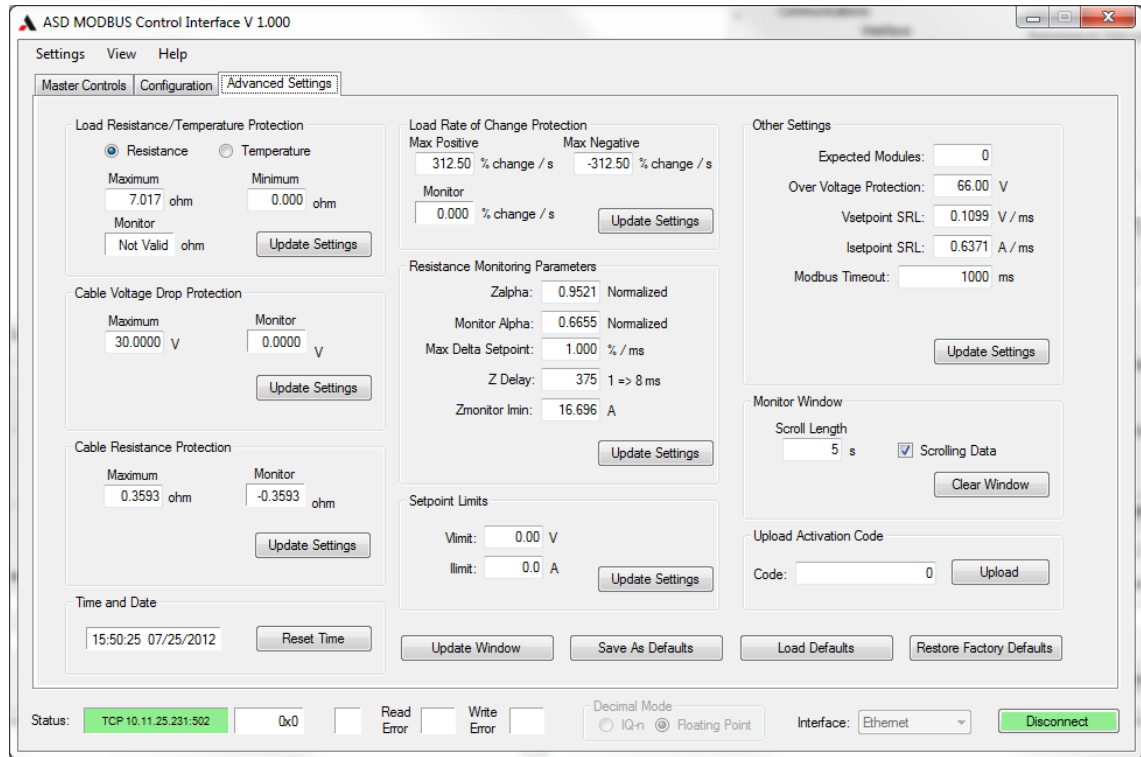 ASD MODBUS Control Interface V 1.000
Settings View Help
Master Controls Configuration Advanced Settings
Load Resistance/Temperature Protection
Resistance Temperature
Maximum Minimum
7.017 ohm 0.000 ohm
Monitor
Not Valid ohm Update Settings
Cable Voltage Drop Protection
Maximum Monitor
30.0000 V 0.0000 V
Update Settings
Cable Resistance Protection
Maximum Monitor
0.3593 ohm -0.3593 ohm
Update Settings
Time and Date
15:50:25 07/25/2012 Reset Time
Load Rate of Change Protection
Max Positive Max Negative
312.50 % change / s -312.50 % change / s
Monitor
0.000 % change / s Update Settings
Resistance Monitoring Parameters
Zalpha: 0.9521 Normalized
Monitor Alpha: 0.6655 Normalized
Max Delta Setpoint: 1.000 % / ms
Z Delay: 375 1 => 8 ms
Zmonitor Imin: 16.696 A
Update Settings
Setpoint Limits
Vlimit: 0.00 V
Ilimit: 0.0 A
Update Settings
Other Settings
Expected Modules: 0
Over Voltage Protection: 66.00 V
Vsetpoint SRL: 0.1099 V / ms
Isetpoint SRL: 0.6371 A / ms
Modbus Timeout: 1000 ms
Update Settings
Monitor Window
Scroll Length
5 s Scrolling Data
Clear Window
Upload Activation Code
Code: 0 Upload
Update Window Save As Defaults Load Defaults Restore Factory Defaults
Status: TCP 10.11.25.231:502 0x0 Read Error Write Error
Decimal Mode
IQ-n Floating Point
Interface: Ethernet Disconnect